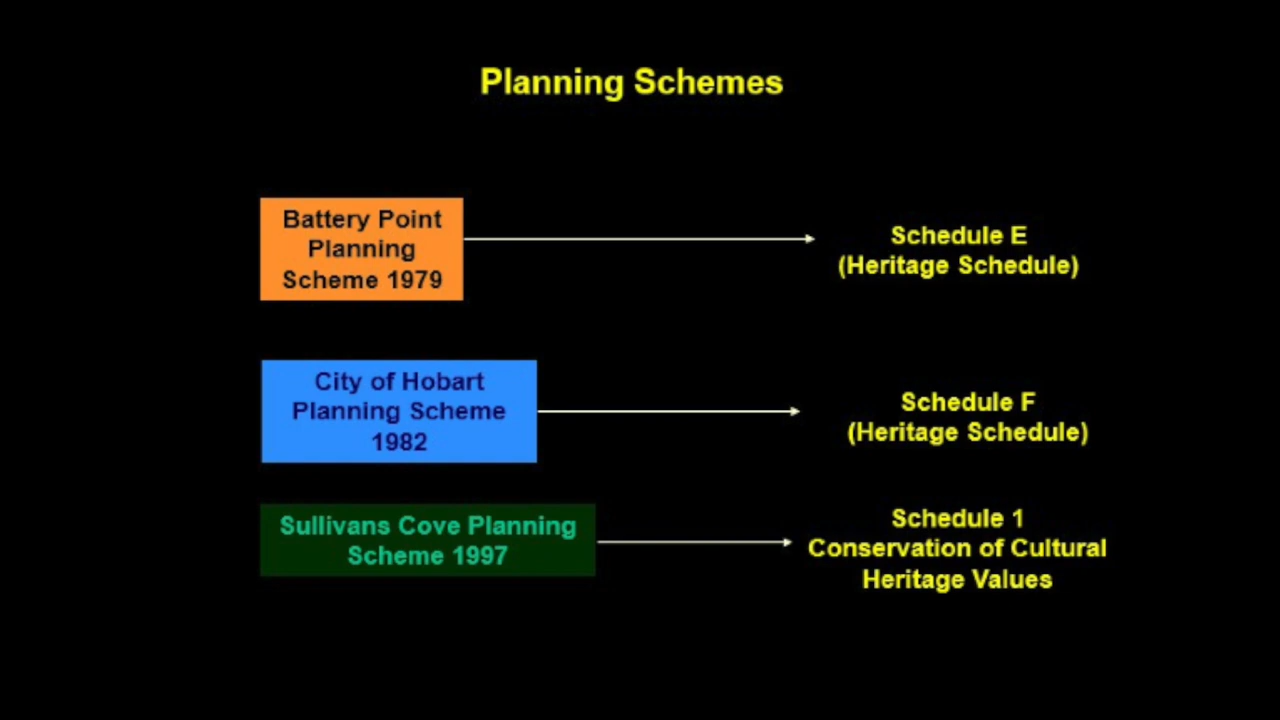 Planning Schemes
Battery Point
Planning
Scheme 1979
Schedule E
(Heritage Schedule)
City of Hobart
Planning Scheme
1982
Schedule F
(Heritage Schedule)
Sullivans Cove Planning
Scheme 1997
Schedule 1
Conservation of Cultural
Heritage Values